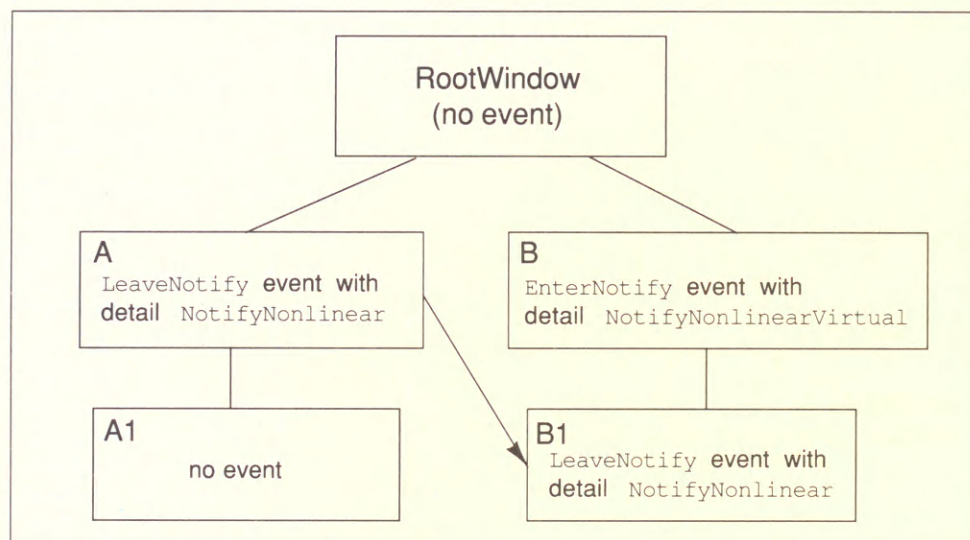 RootWindow
(no event)
A
LeaveNotify event with
detail NotifyNonlinear
B
EnterNotify event with
detail NotifyNonlinearVirtual
A1
no event
B1
LeaveNotify event with
detail NotifyNonlinear